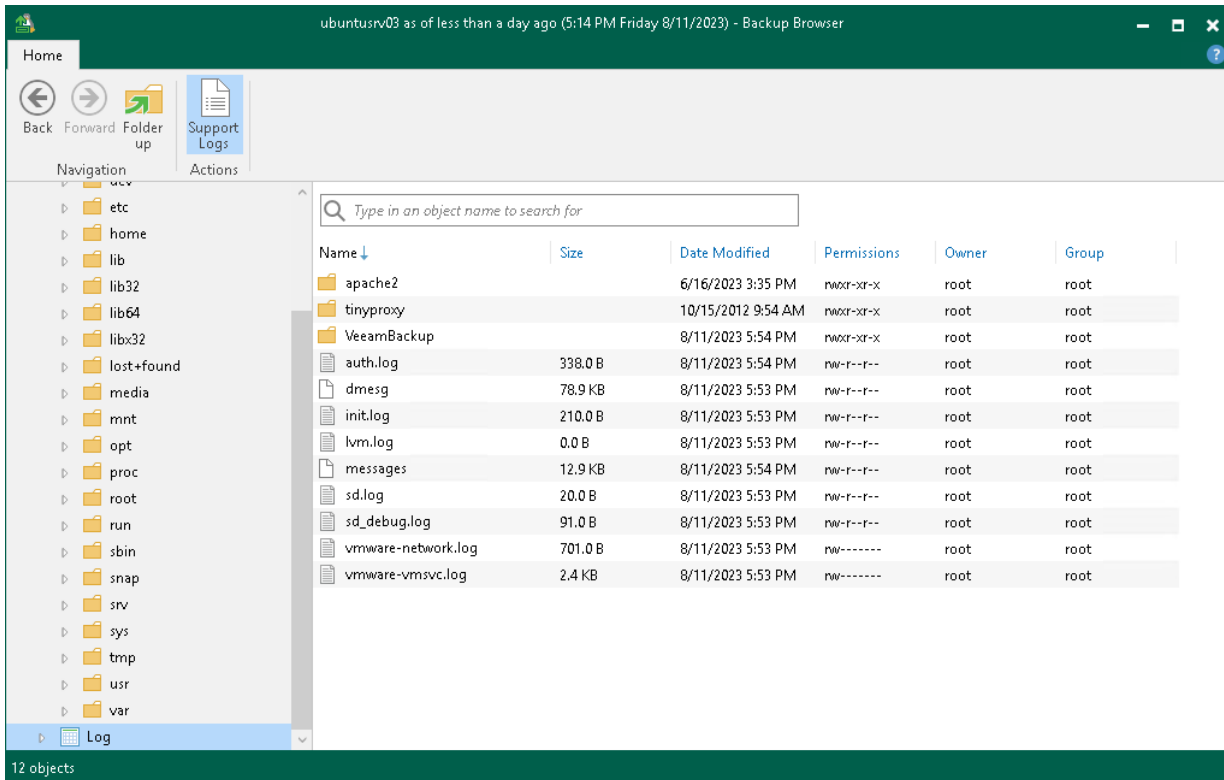 ubuntusrv03 as of less than a day ago (5:14 PM Friday 8/11/2023) - Backup Browser
Home
Back Forward Folder up Support Logs
Navigation Actions
dev
etc
home
lib
lib32
lib64
libx32
lost+found
media
mnt
opt
proc
root
run
sbin
snap
srv
sys
tmp
usr
var
Log
Type in an object name to search for
Name Size Date Modified Permissions Owner Group
apache2 6/16/2023 3:35 PM rwxr-xr-x root root
tinyproxy 10/15/2012 9:54 AM rwxr-xr-x root root
VeeamBackup 8/11/2023 5:54 PM rwxr-xr-x root root
auth.log 338.0 B 8/11/2023 5:54 PM rw-r--r-- root root
dmesg 78.9 KB 8/11/2023 5:53 PM rw-r--r-- root root
init.log 210.0 B 8/11/2023 5:53 PM rw-r--r-- root root
lvm.log 0.0 B 8/11/2023 5:53 PM rw-r--r-- root root
messages 12.9 KB 8/11/2023 5:54 PM rw-r--r-- root root
sd.log 20.0 B 8/11/2023 5:53 PM rw-r--r-- root root
sd_debug.log 91.0 B 8/11/2023 5:53 PM rw-r--r-- root root
vmware-network.log 701.0 B 8/11/2023 5:53 PM rw------- root root
vmware-vmsvc.log 2.4 KB 8/11/2023 5:53 PM rw------- root root
12 objects